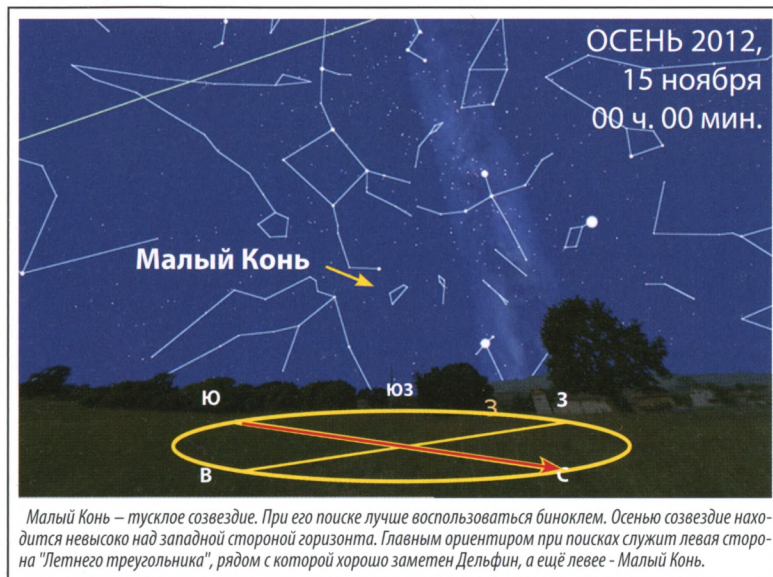 ОСЕНЬ 2012,
15 ноября
00 ч. 00 мин.
Малый Конь
Ю
ЮЗ
З
З
В
С
Малый Конь – тусклое созвездие. При его поиске лучше воспользоваться биноклем. Осенью созвездие нахо-
дится невысоко над западной стороной горизонта. Главным ориентиром при поисках служит левая сторо-
на "Летнего треугольника", рядом с которой хорошо заметен Дельфин, а ещё левее - Малый Конь.